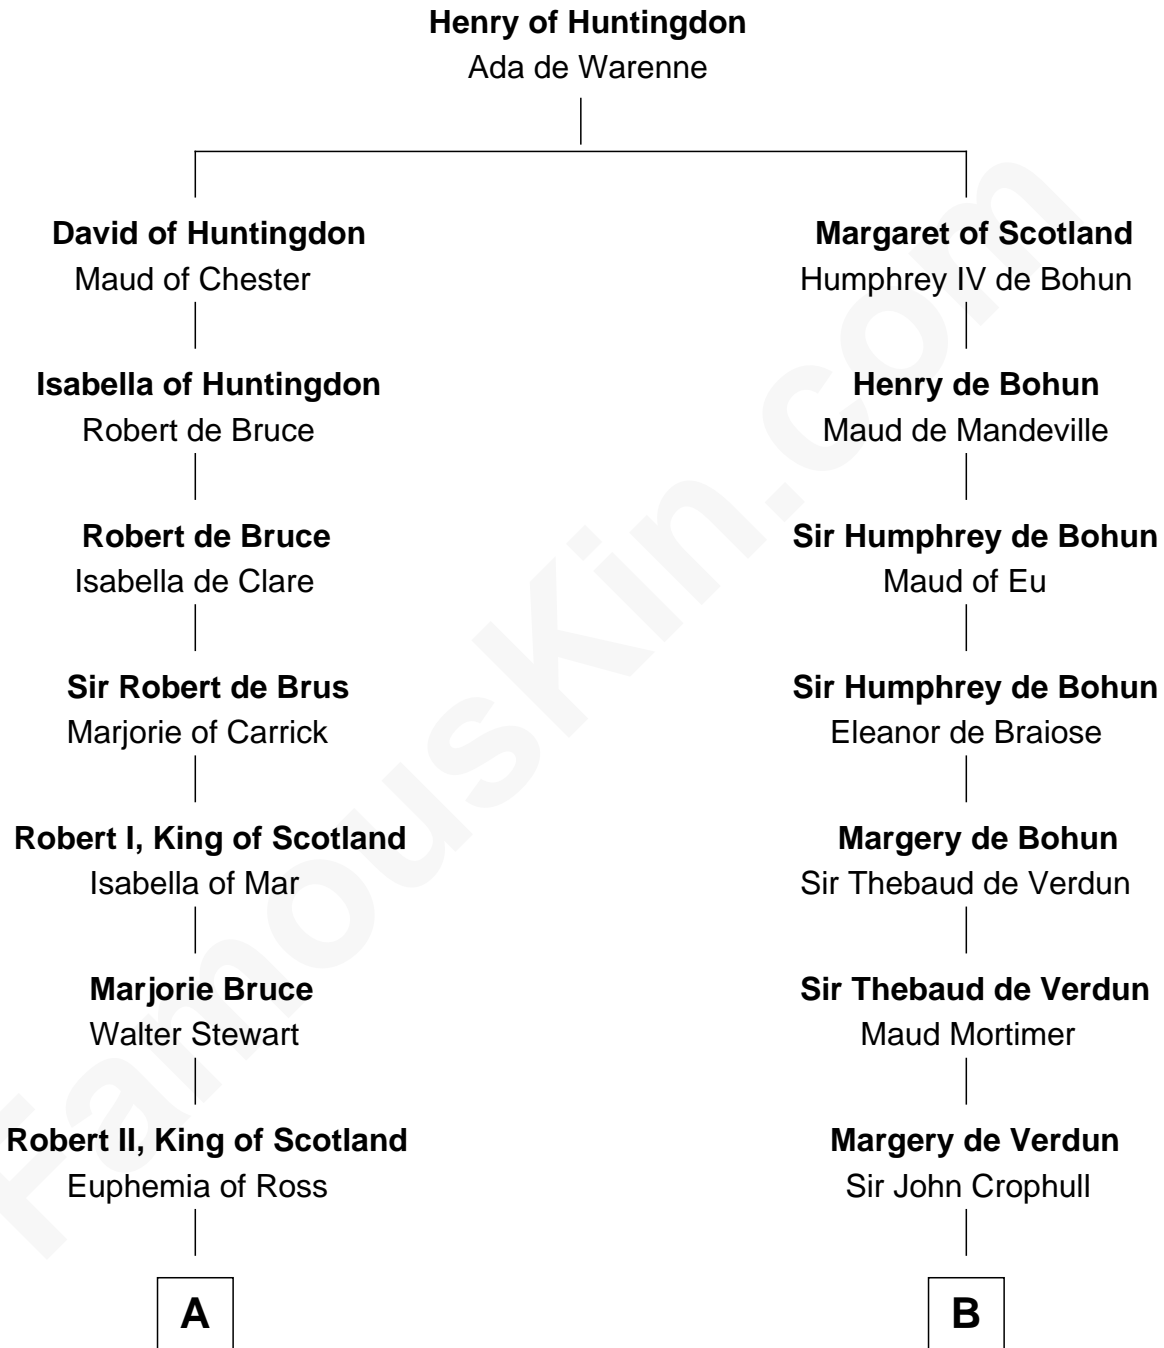 Henry of Huntingdon
Ada de Warenne
David of Huntingdon
Maud of Chester
Margaret of Scotland
Humphrey IV de Bohun
Isabella of Huntingdon
Robert de Bruce
Henry de Bohun
Maud de Mandeville
Robert de Bruce
Isabella de Clare
Sir Humphrey de Bohun
Maud of Eu
Sir Robert de Brus
Marjorie of Carrick
Sir Humphrey de Bohun
Eleanor de Braiose
Robert I, King of Scotland
Isabella of Mar
Margery de Bohun
Sir Thebaud de Verdun
Marjorie Bruce
Walter Stewart
Sir Thebaud de Verdun
Maud Mortimer
Robert II, King of Scotland
Euphemia of Ross
Margery de Verdun
Sir John Crophull
A
B
FamousKin.com